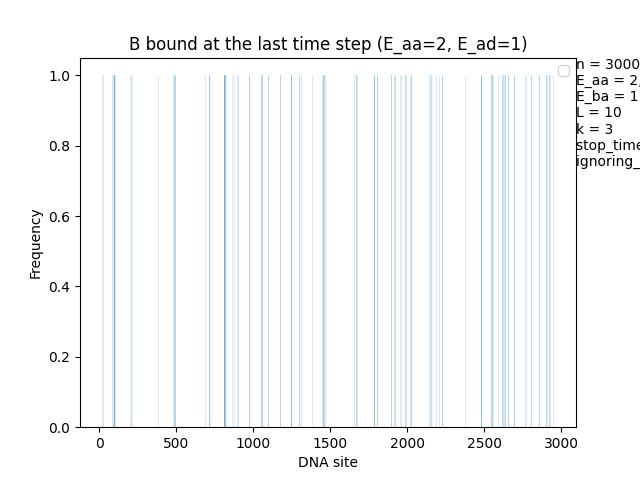 B bound at the last time step (E_aa=2, E_ad=1)
n = 3000
E_aa = 2,
E_ba = 1
L = 10
k = 3
stop_time
ignoring_
1.0
0.8
0.6
0.4
0.2
0.0
Frequency
0
500
1000
1500
2000
2500
3000
DNA site